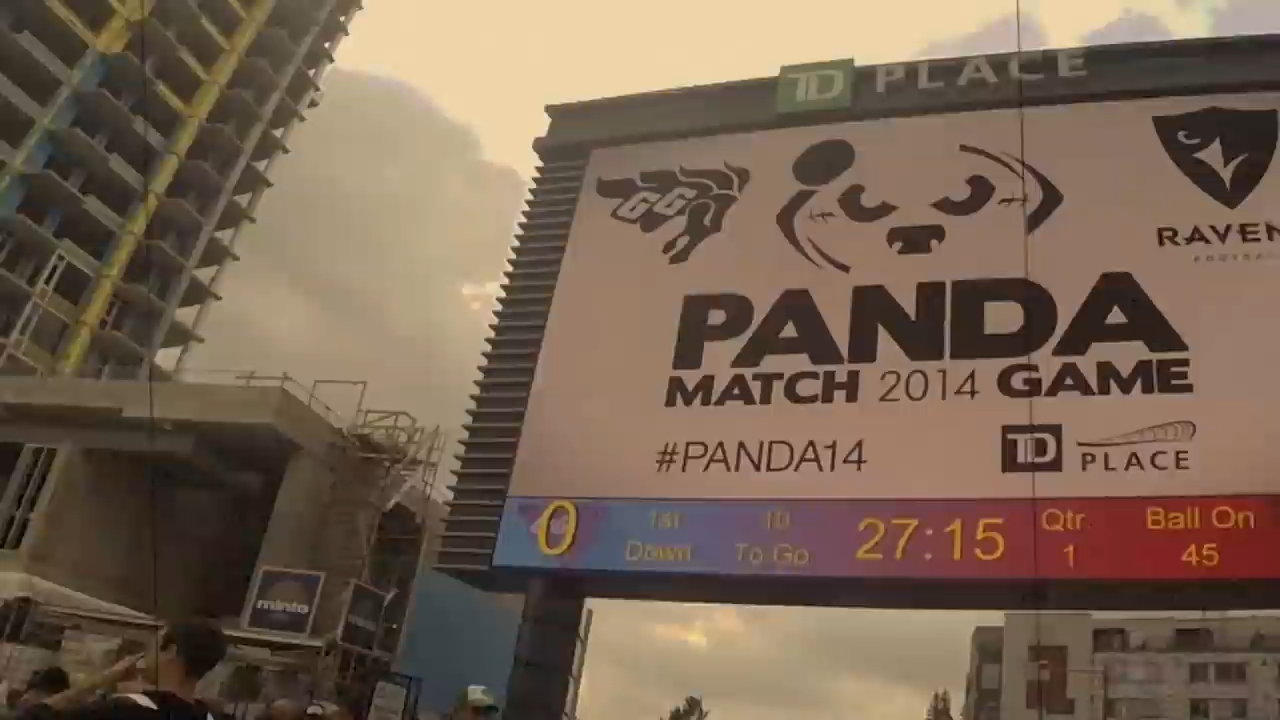 TD PLACE
GG
RAVEN
PANDA
MATCH 2014 GAME
#PANDA14
TD PLACE
0 1st Down 10 To Go 27:15 Qtr 1 Ball On 45
minto